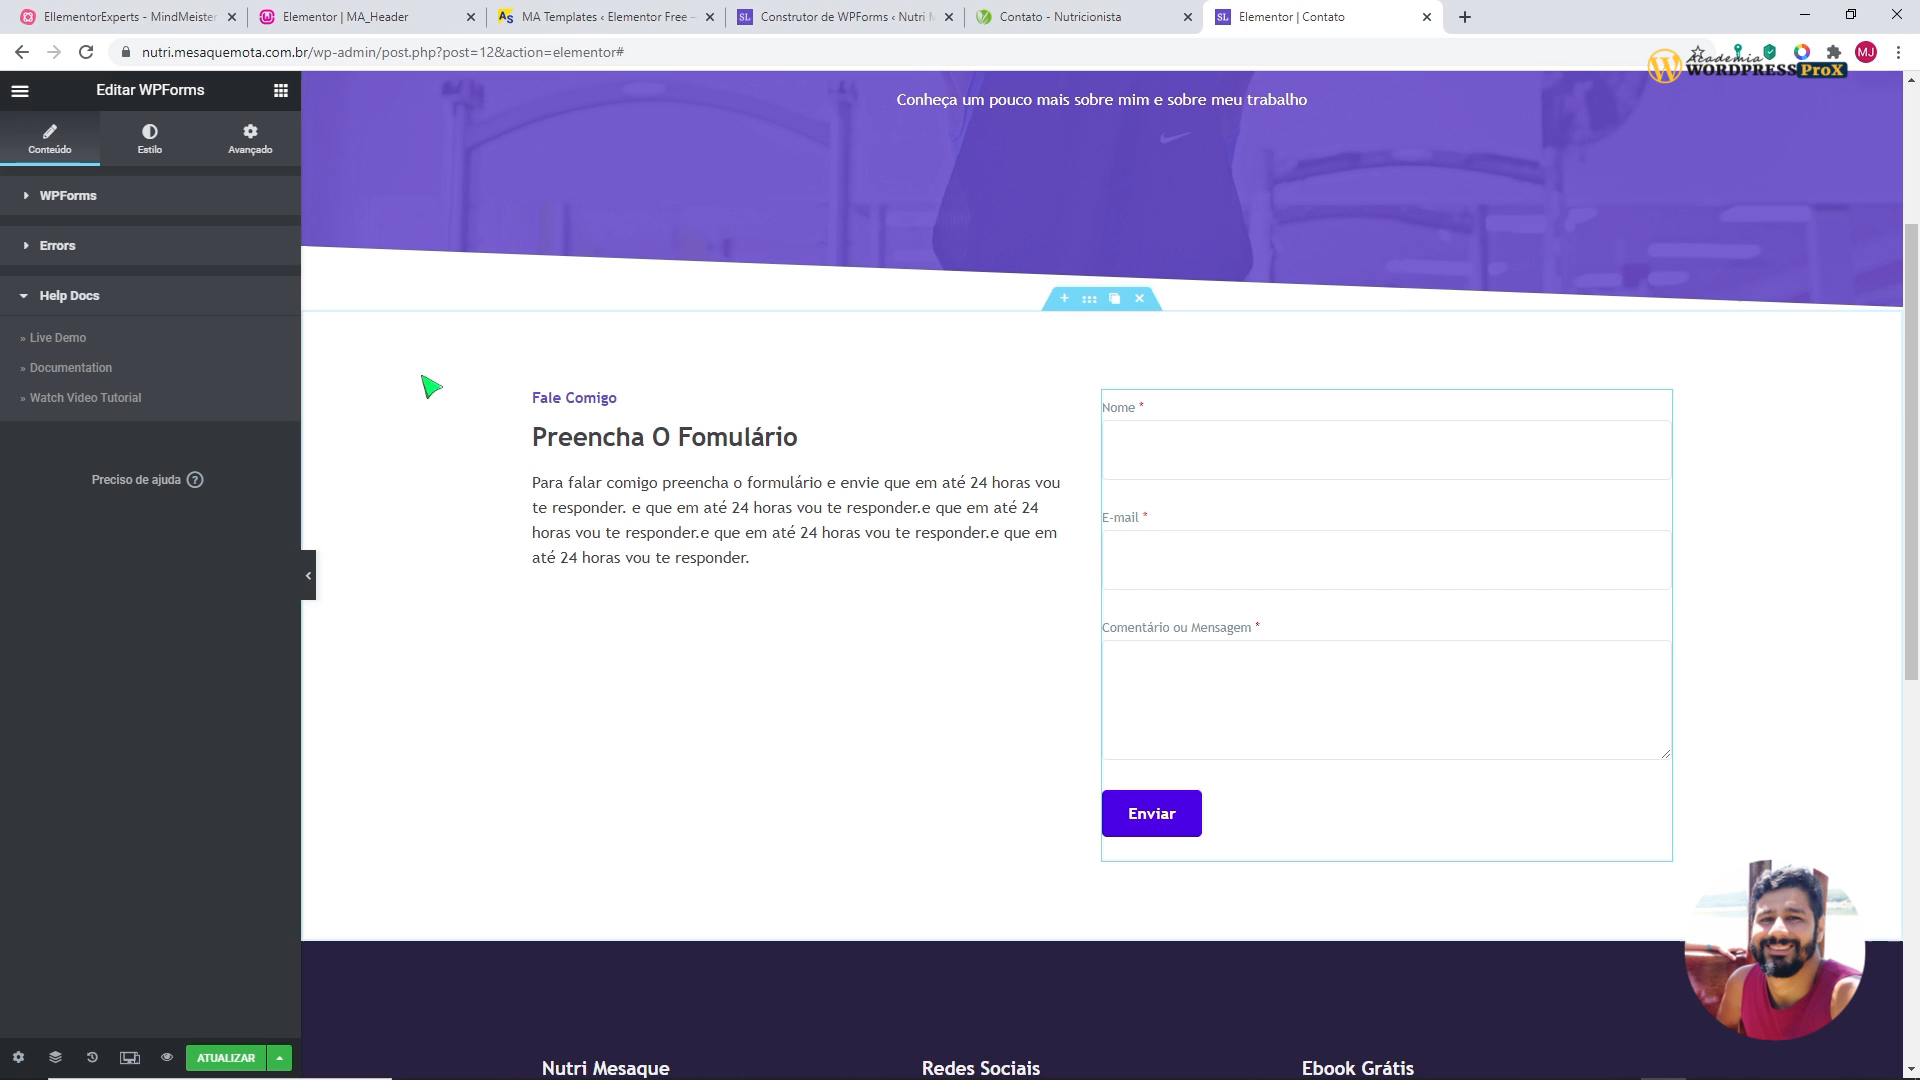 EllementorExperts - MindMeister
Elementor | MA_Header
MA Templates ‹ Elementor Free —
Construtor de WPForms ‹ Nutri M
Contato - Nutricionista
Elementor | Contato
nutri.mesaquemota.com.br/wp-admin/post.php?post=12&action=elementor#
MJ
Academia
WORDPRESS ProX
Editar WPForms
Conteúdo
Estilo
Avançado
WPForms
Errors
Help Docs
» Live Demo
» Documentation
» Watch Video Tutorial
Preciso de ajuda ?
ATUALIZAR
Conheça um pouco mais sobre mim e sobre meu trabalho
Fale Comigo
Preencha O Fomulário
Para falar comigo preencha o formulário e envie que em até 24 horas vou
te responder. e que em até 24 horas vou te responder.e que em até 24
horas vou te responder.e que em até 24 horas vou te responder.e que em
até 24 horas vou te responder.
Nome *
E-mail *
Comentário ou Mensagem *
Enviar
Nutri Mesaque
Redes Sociais
Ebook Grátis